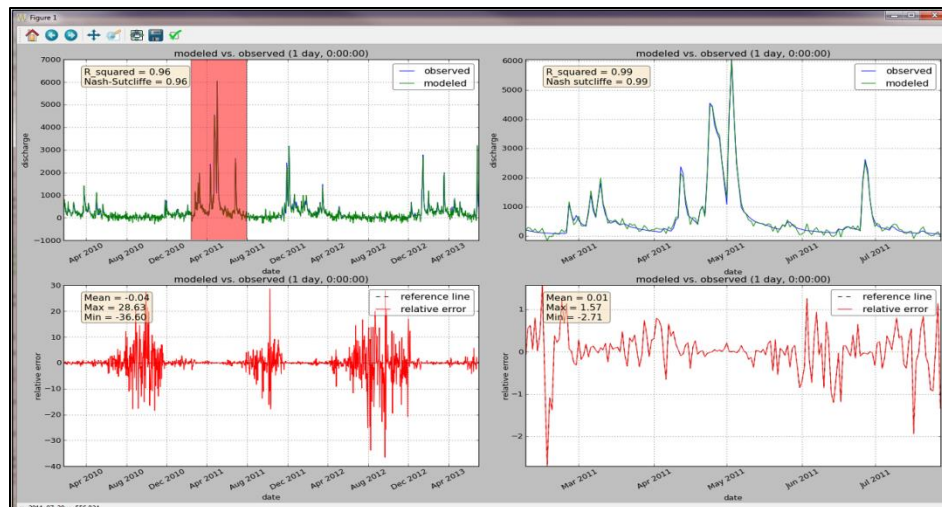 Figure 1
modeled vs. observed (1 day, 0:00:00)
R_squared = 0.96
Nash-Sutcliffe = 0.96
observed
modeled
7000
6000
5000
4000
3000
2000
1000
0
−1000
discharge
Apr 2010
Aug 2010
Dec 2010
Apr 2011
Aug 2011
Dec 2011
Apr 2012
Aug 2012
Dec 2012
Apr 2013
date
modeled vs. observed (1 day, 0:00:00)
R_squared = 0.99
Nash sutcliffe = 0.99
observed
modeled
6000
5000
4000
3000
2000
1000
0
discharge
Mar 2011
Apr 2011
May 2011
Jun 2011
Jul 2011
date
modeled vs. observed (1 day, 0:00:00)
Mean = -0.04
Max = 28.63
Min = -36.60
reference line
relative error
30
20
10
0
−10
−20
−30
−40
relative error
Apr 2010
Aug 2010
Dec 2010
Apr 2011
Aug 2011
Dec 2011
Apr 2012
Aug 2012
Dec 2012
Apr 2013
date
modeled vs. observed (1 day, 0:00:00)
Mean = 0.01
Max = 1.57
Min = -2.71
reference line
relative error
1
0
−1
−2
relative error
Mar 2011
Apr 2011
May 2011
Jun 2011
Jul 2011
date